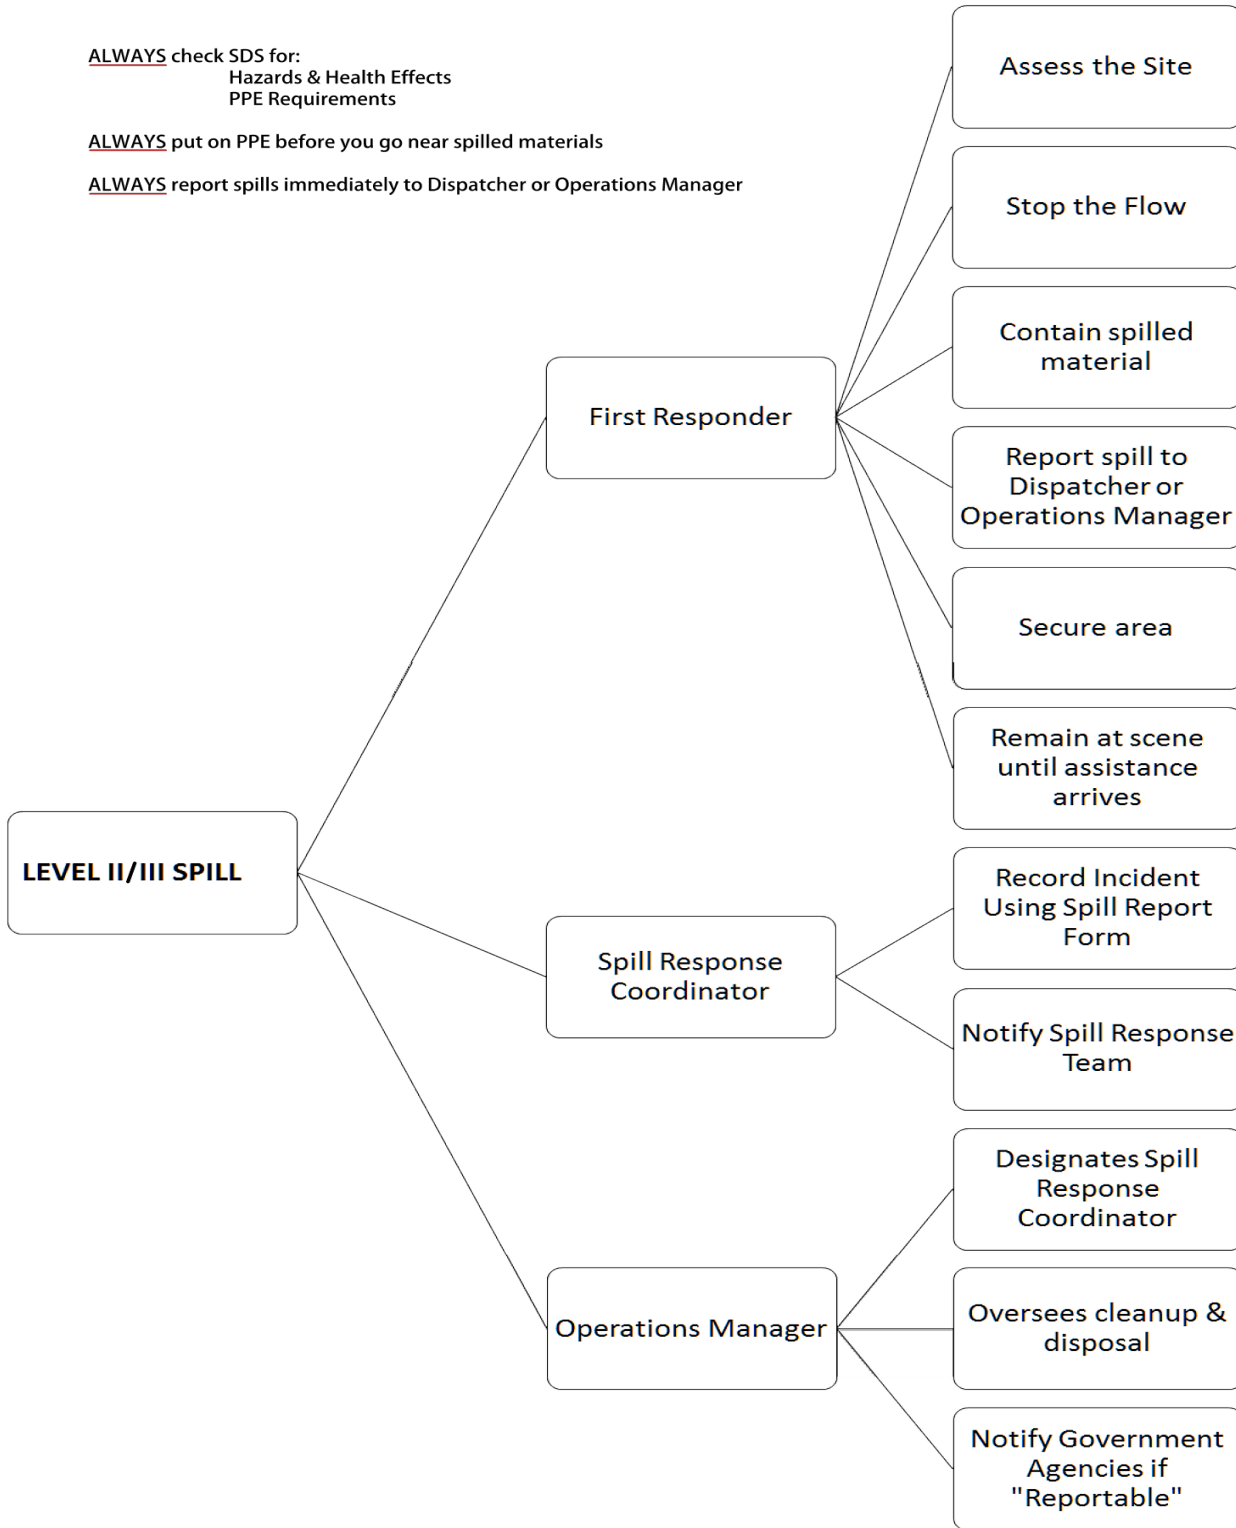 ALWAYS check SDS for:
Hazards & Health Effects
PPE Requirements
ALWAYS put on PPE before you go near spilled materials
ALWAYS report spills immediately to Dispatcher or Operations Manager
LEVEL II/III SPILL
First Responder
Assess the Site
Stop the Flow
Contain spilled
material
Report spill to
Dispatcher or
Operations Manager
Secure area
Remain at scene
until assistance
arrives
Spill Response
Coordinator
Record Incident
Using Spill Report
Form
Notify Spill Response
Team
Operations Manager
Designates Spill
Response
Coordinator
Oversees cleanup &
disposal
Notify Government
Agencies if
"Reportable"